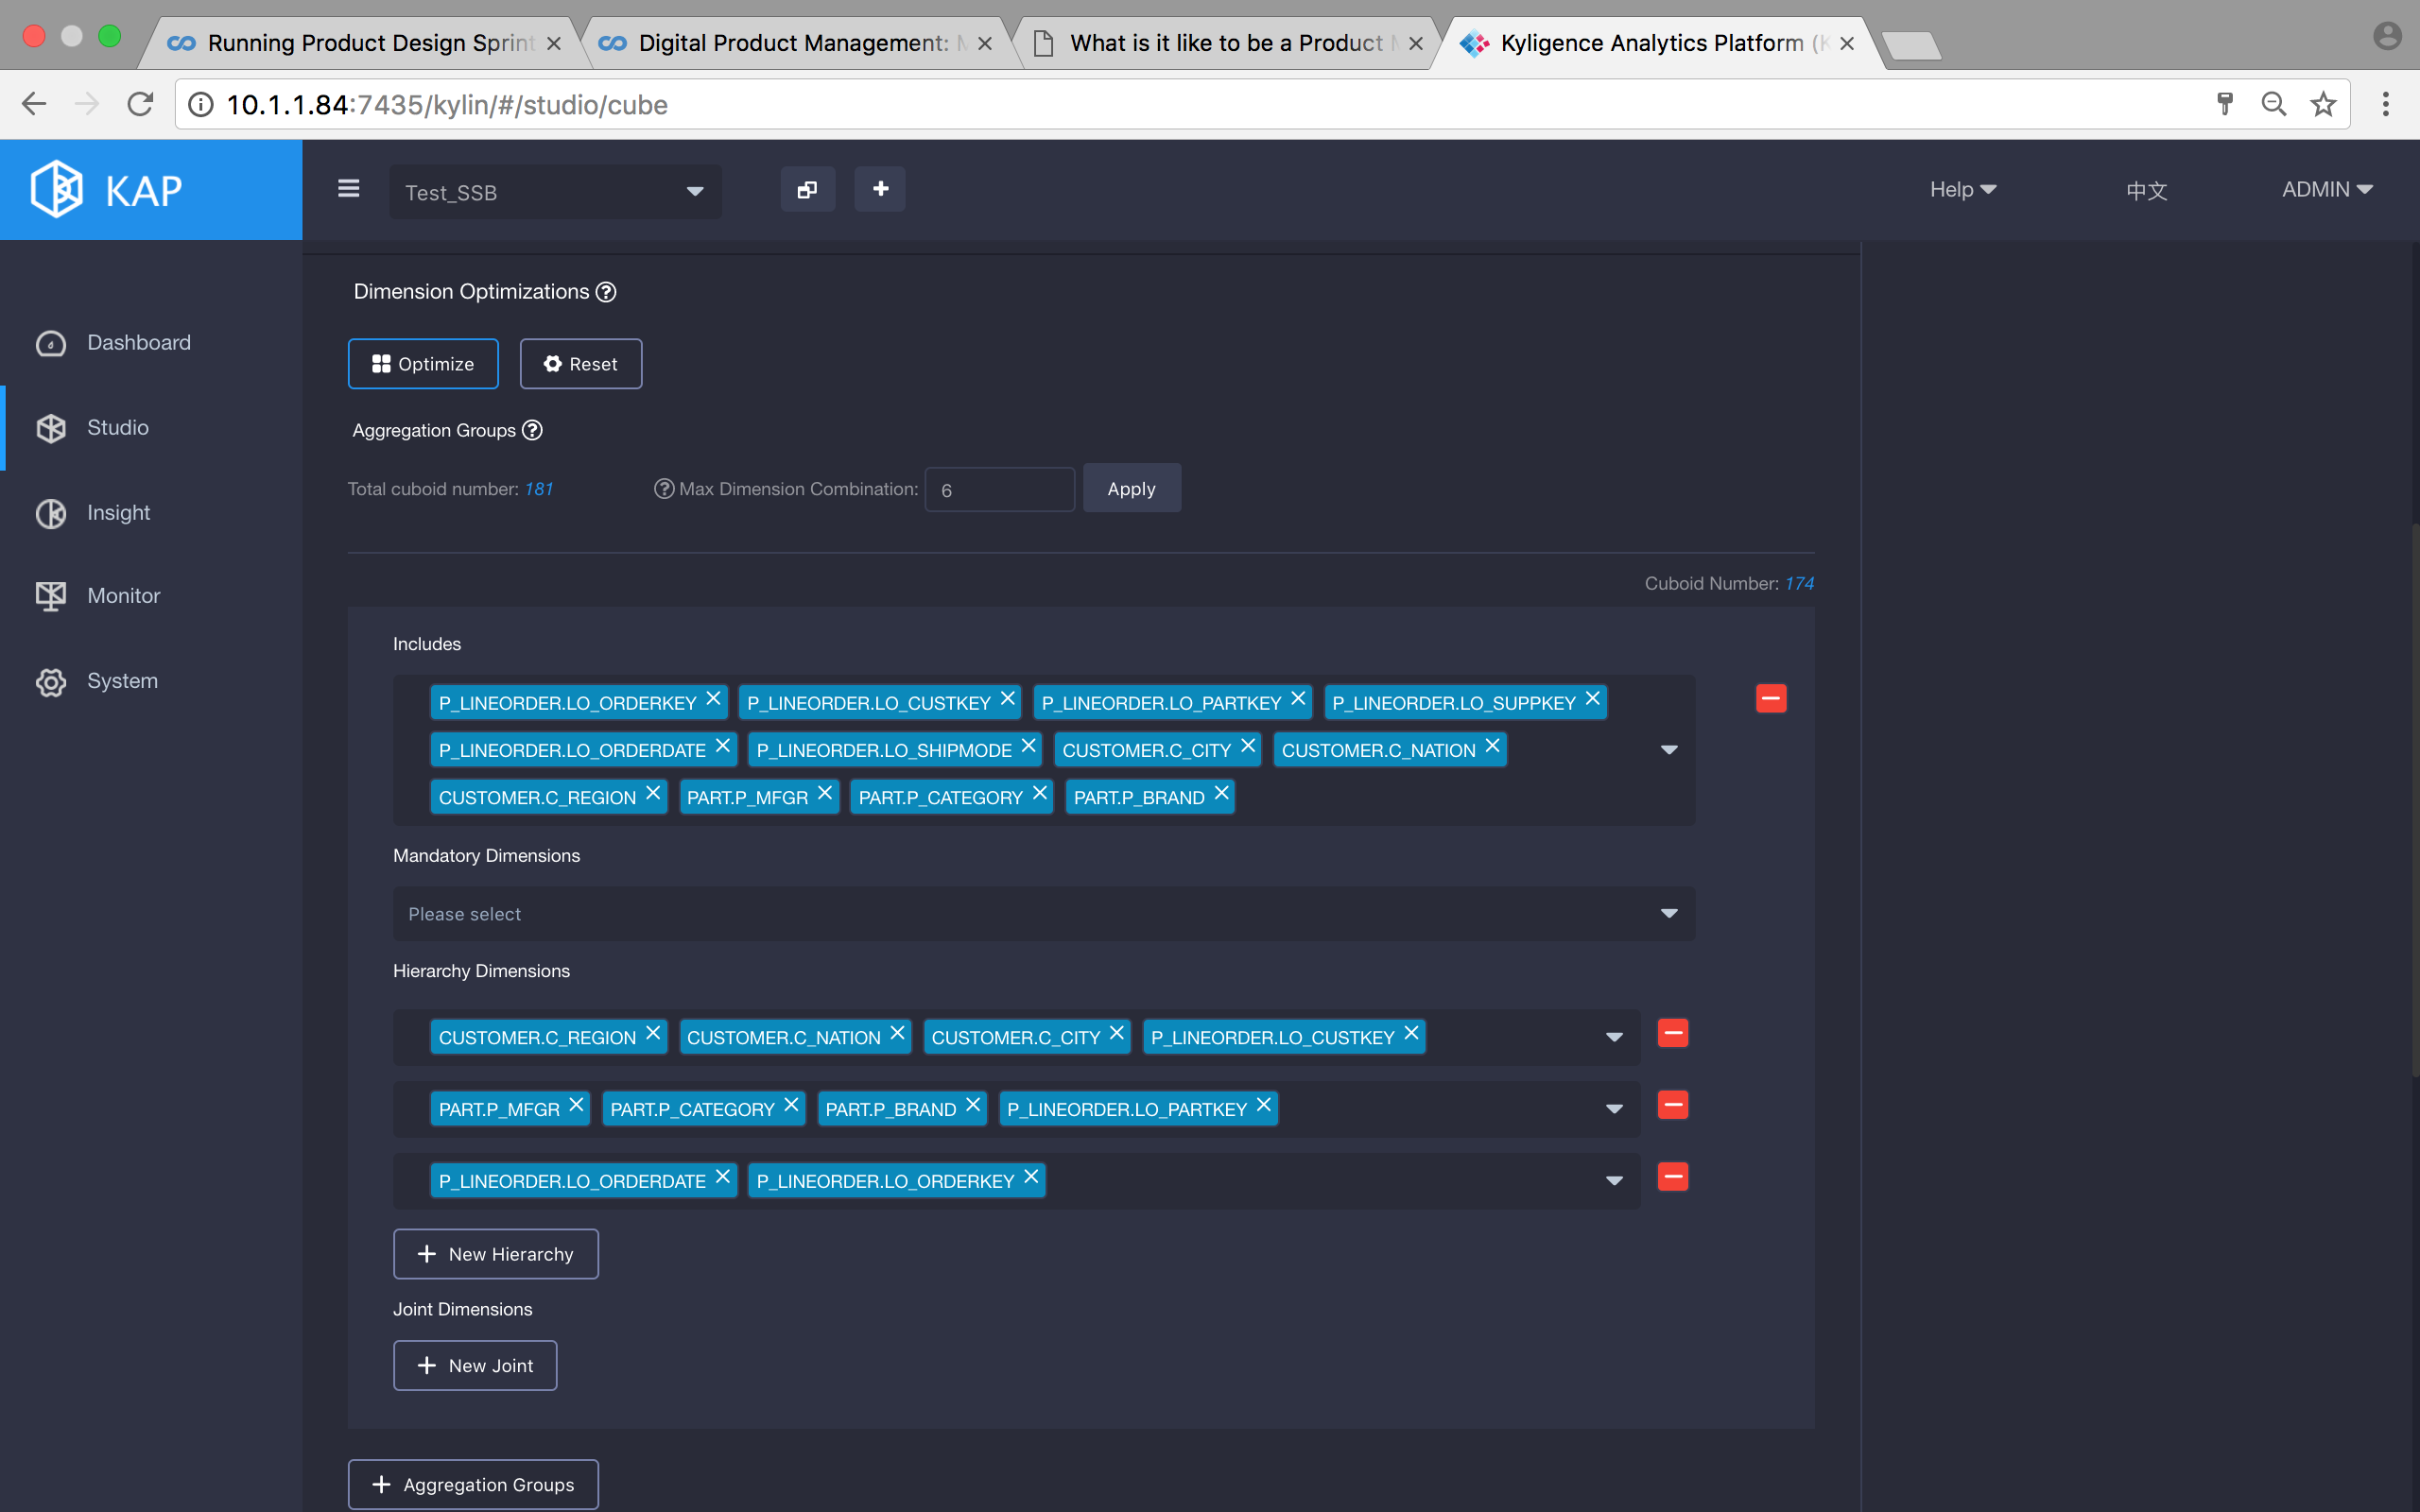 Running Product Design Sprint
Digital Product Management:
What is it like to be a Product
Kyligence Analytics Platform (K
10.1.1.84:7435/kylin/#/studio/cube
KAP
Test_SSB
Help
中文
ADMIN
Dashboard
Studio
Insight
Monitor
System
Dimension Optimizations
Optimize
Reset
Aggregation Groups
Total cuboid number: 181
Max Dimension Combination: 6 Apply
Cuboid Number: 174
Includes
P_LINEORDER.LO_ORDERKEY P_LINEORDER.LO_CUSTKEY P_LINEORDER.LO_PARTKEY P_LINEORDER.LO_SUPPKEY
P_LINEORDER.LO_ORDERDATE P_LINEORDER.LO_SHIPMODE CUSTOMER.C_CITY CUSTOMER.C_NATION
CUSTOMER.C_REGION PART.P_MFGR PART.P_CATEGORY PART.P_BRAND
Mandatory Dimensions
Please select
Hierarchy Dimensions
CUSTOMER.C_REGION CUSTOMER.C_NATION CUSTOMER.C_CITY P_LINEORDER.LO_CUSTKEY
PART.P_MFGR PART.P_CATEGORY PART.P_BRAND P_LINEORDER.LO_PARTKEY
P_LINEORDER.LO_ORDERDATE P_LINEORDER.LO_ORDERKEY
+ New Hierarchy
Joint Dimensions
+ New Joint
+ Aggregation Groups